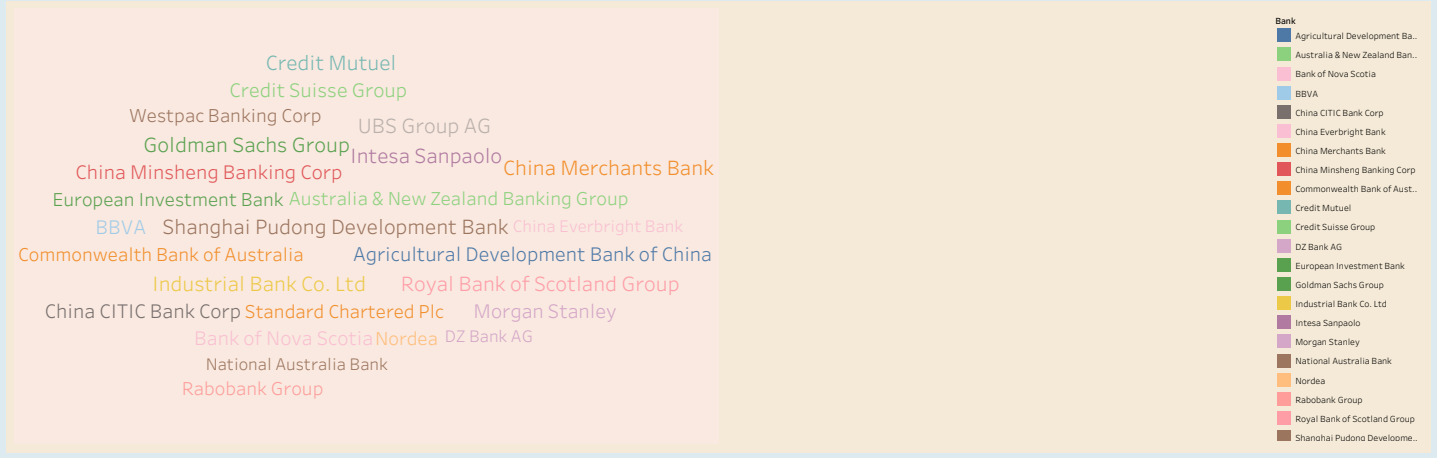 Credit Mutuel
Credit Suisse Group
Westpac Banking Corp
UBS Group AG
Goldman Sachs Group
Intesa Sanpaolo
China Merchants Bank
China Minsheng Banking Corp
European Investment Bank
Australia & New Zealand Banking Group
BBVA
Shanghai Pudong Development Bank
China Everbright Bank
Commonwealth Bank of Australia
Agricultural Development Bank of China
Industrial Bank Co. Ltd
Royal Bank of Scotland Group
China CITIC Bank Corp
Standard Chartered Plc
Morgan Stanley
Bank of Nova Scotia
Nordea
DZ Bank AG
National Australia Bank
Rabobank Group
Bank
Agricultural Development Ba..
Australia & New Zealand Ban..
Bank of Nova Scotia
BBVA
China CITIC Bank Corp
China Everbright Bank
China Merchants Bank
China Minsheng Banking Corp
Commonwealth Bank of Aust..
Credit Mutuel
Credit Suisse Group
DZ Bank AG
European Investment Bank
Goldman Sachs Group
Industrial Bank Co. Ltd
Intesa Sanpaolo
Morgan Stanley
National Australia Bank
Nordea
Rabobank Group
Royal Bank of Scotland Group
Shanghai Pudong Developme..